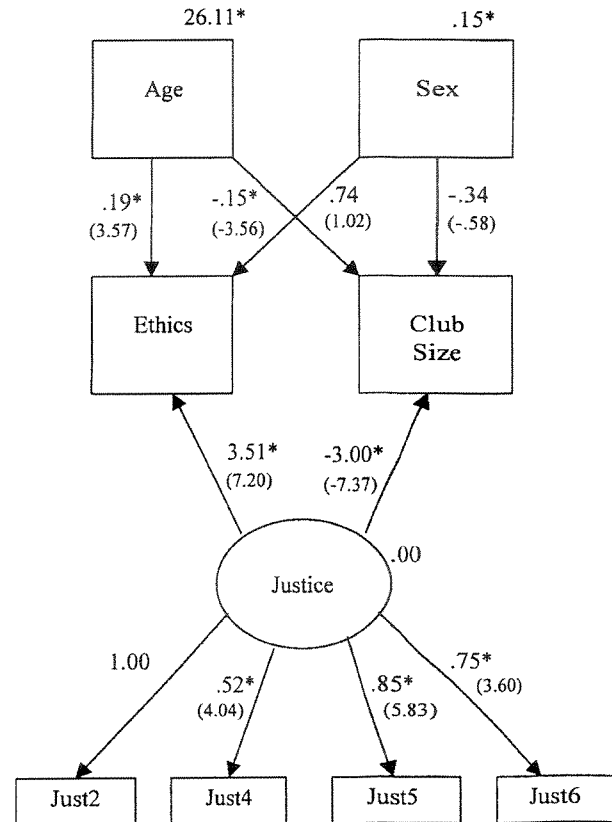 26.11*
.15*
Age
Sex
.19*
(3.57)
-.15*
(-3.56)
.74
(1.02)
-.34
(-.58)
Ethics
Club
Size
3.51*
(7.20)
-3.00*
(-7.37)
.00
Justice
1.00
.52*
(4.04)
.85*
(5.83)
.75*
(3.60)
Just2
Just4
Just5
Just6